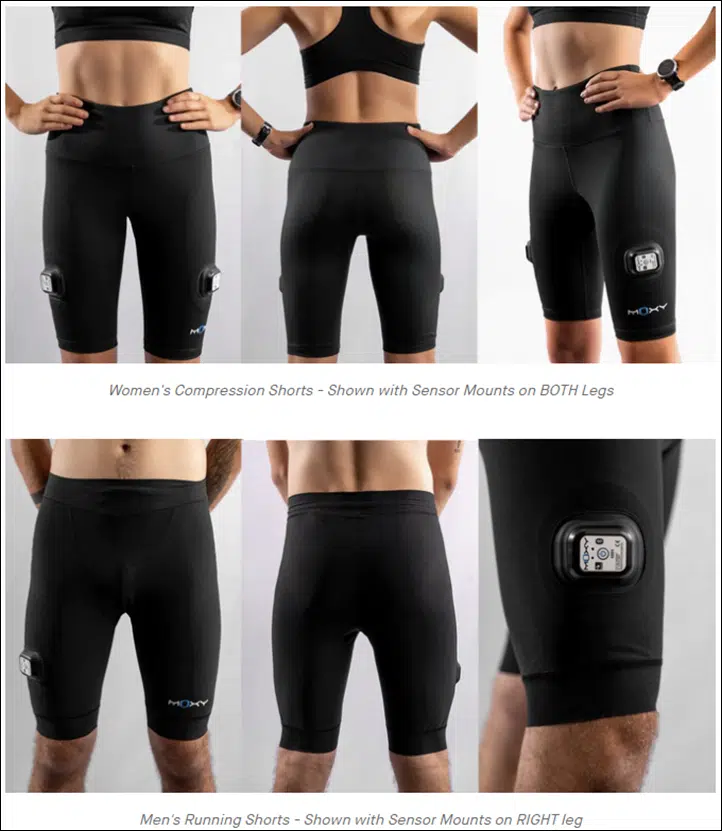 MOXY
Women's Compression Shorts - Shown with Sensor Mounts on BOTH Legs
MOXY
MOXY
Men's Running Shorts - Shown with Sensor Mounts on RIGHT leg